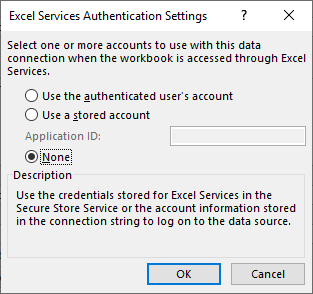 Excel Services Authentication Settings ? ×
Select one or more accounts to use with this data
connection when the workbook is accessed through Excel
Services.
Use the authenticated user's account
Use a stored account
Application ID:
None
Description
Use the credentials stored for Excel Services in the
Secure Store Service or the account information stored
in the connection string to log on to the data source.
OK Cancel